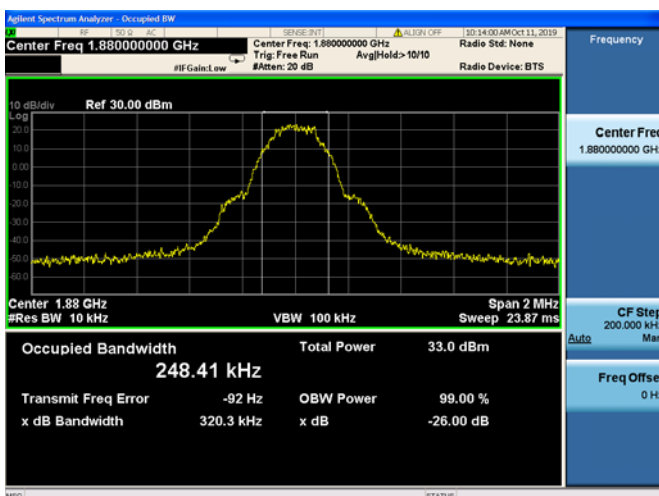 Agilent Spectrum Analyzer - Occupied BW
RF 50 Ω AC SENSE:INT ALIGN OFF 10:14:00 AM Oct 11, 2019
Center Freq 1.880000000 GHz
Center Freq: 1.880000000 GHz
Radio Std: None
Trig: Free Run Avg|Hold:> 10/10
#IFGain:Low #Atten: 20 dB Radio Device: BTS
10 dB/div Ref 30.00 dBm
Log
20.0
10.0
0.00
-10.0
-20.0
-30.0
-40.0
-50.0
-60.0
Center 1.88 GHz Span 2 MHz
#Res BW 10 kHz VBW 100 kHz Sweep 23.87 ms
Occupied Bandwidth Total Power 33.0 dBm
248.41 kHz
Transmit Freq Error -92 Hz OBW Power 99.00 %
x dB Bandwidth 320.3 kHz x dB -26.00 dB
MSG STATUS
Frequency
Center Freq
1.880000000 GHz
CF Step
200.000 kHz
Auto Man
Freq Offset
0 Hz